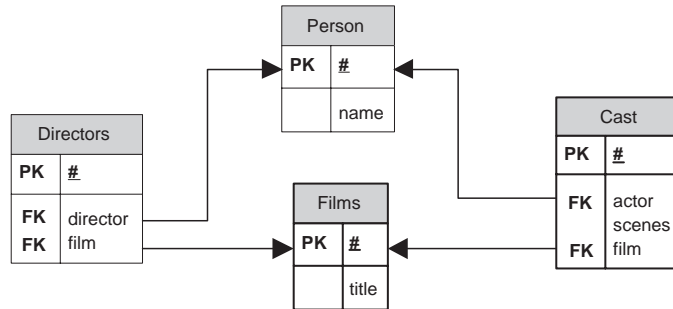 Person
PK #
name
Directors
PK #
FK director
FK film
Films
PK #
title
Cast
PK #
FK actor
scenes
FK film